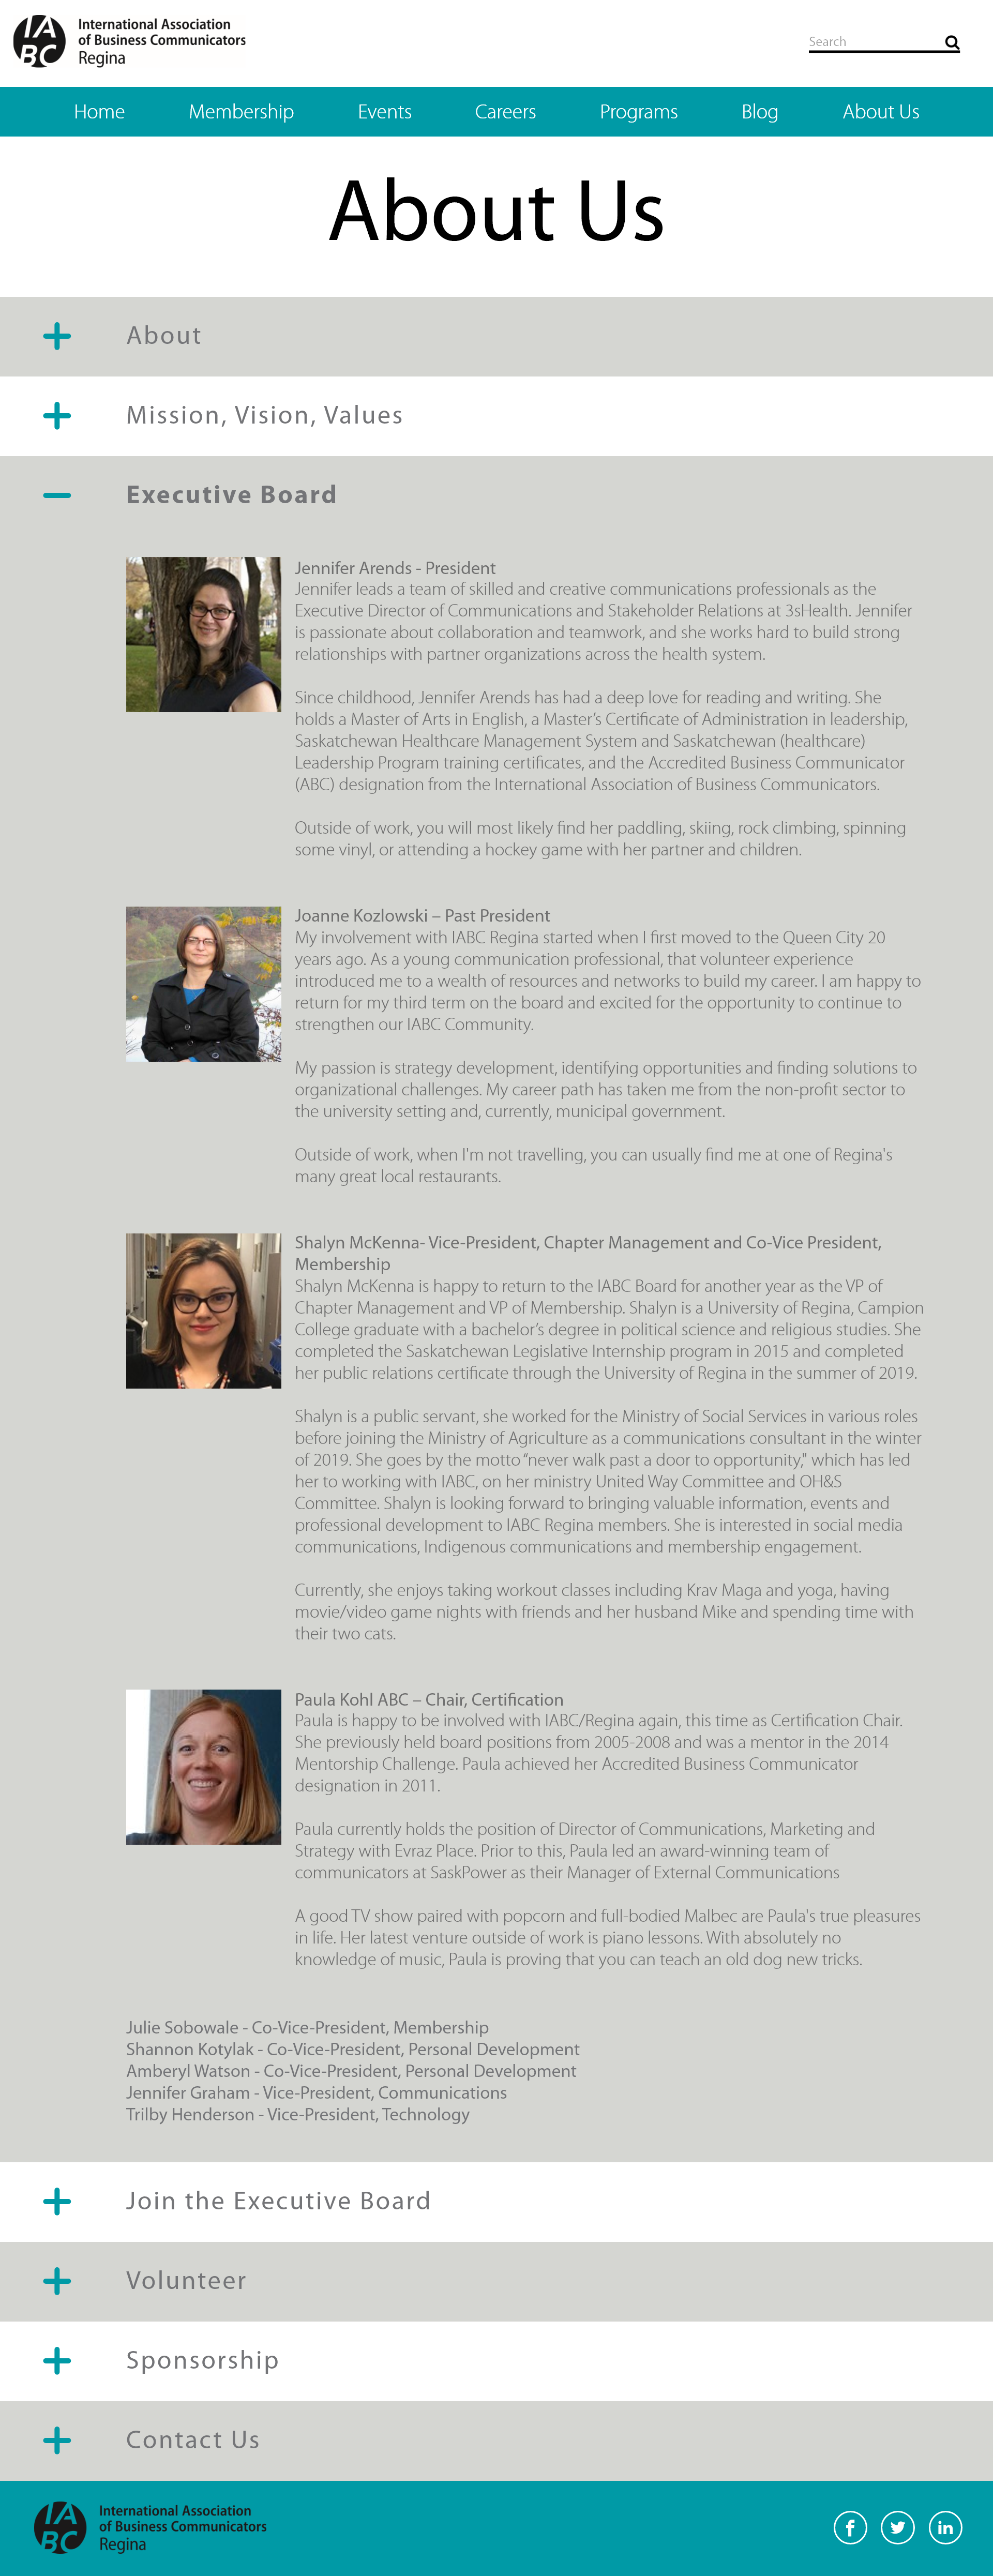 IABC
International Association
of Business Communicators
Regina
Search
Home Membership Events Careers Programs Blog About Us
About Us
About
Mission, Vision, Values
Executive Board
Jennifer Arends - President
Jennifer leads a team of skilled and creative communications professionals as the
Executive Director of Communications and Stakeholder Relations at 3sHealth. Jennifer
is passionate about collaboration and teamwork, and she works hard to build strong
relationships with partner organizations across the health system.
Since childhood, Jennifer Arends has had a deep love for reading and writing. She
holds a Master of Arts in English, a Master’s Certificate of Administration in leadership,
Saskatchewan Healthcare Management System and Saskatchewan (healthcare)
Leadership Program training certificates, and the Accredited Business Communicator
(ABC) designation from the International Association of Business Communicators.
Outside of work, you will most likely find her paddling, skiing, rock climbing, spinning
some vinyl, or attending a hockey game with her partner and children.
Joanne Kozlowski – Past President
My involvement with IABC Regina started when I first moved to the Queen City 20
years ago. As a young communication professional, that volunteer experience
introduced me to a wealth of resources and networks to build my career. I am happy to
return for my third term on the board and excited for the opportunity to continue to
strengthen our IABC Community.
My passion is strategy development, identifying opportunities and finding solutions to
organizational challenges. My career path has taken me from the non-profit sector to
the university setting and, currently, municipal government.
Outside of work, when I'm not travelling, you can usually find me at one of Regina's
many great local restaurants.
Shalyn McKenna- Vice-President, Chapter Management and Co-Vice President,
Membership
Shalyn McKenna is happy to return to the IABC Board for another year as the VP of
Chapter Management and VP of Membership. Shalyn is a University of Regina, Campion
College graduate with a bachelor’s degree in political science and religious studies. She
completed the Saskatchewan Legislative Internship program in 2015 and completed
her public relations certificate through the University of Regina in the summer of 2019.
Shalyn is a public servant, she worked for the Ministry of Social Services in various roles
before joining the Ministry of Agriculture as a communications consultant in the winter
of 2019. She goes by the motto “never walk past a door to opportunity," which has led
her to working with IABC, on her ministry United Way Committee and OH&S
Committee. Shalyn is looking forward to bringing valuable information, events and
professional development to IABC Regina members. She is interested in social media
communications, Indigenous communications and membership engagement.
Currently, she enjoys taking workout classes including Krav Maga and yoga, having
movie/video game nights with friends and her husband Mike and spending time with
their two cats.
Paula Kohl ABC – Chair, Certification
Paula is happy to be involved with IABC/Regina again, this time as Certification Chair.
She previously held board positions from 2005-2008 and was a mentor in the 2014
Mentorship Challenge. Paula achieved her Accredited Business Communicator
designation in 2011.
Paula currently holds the position of Director of Communications, Marketing and
Strategy with Evraz Place. Prior to this, Paula led an award-winning team of
communicators at SaskPower as their Manager of External Communications
A good TV show paired with popcorn and full-bodied Malbec are Paula's true pleasures
in life. Her latest venture outside of work is piano lessons. With absolutely no
knowledge of music, Paula is proving that you can teach an old dog new tricks.
Julie Sobowale - Co-Vice-President, Membership
Shannon Kotylak - Co-Vice-President, Personal Development
Amberyl Watson - Co-Vice-President, Personal Development
Jennifer Graham - Vice-President, Communications
Trilby Henderson - Vice-President, Technology
Join the Executive Board
Volunteer
Sponsorship
Contact Us
IABC
International Association
of Business Communicators
Regina
f in